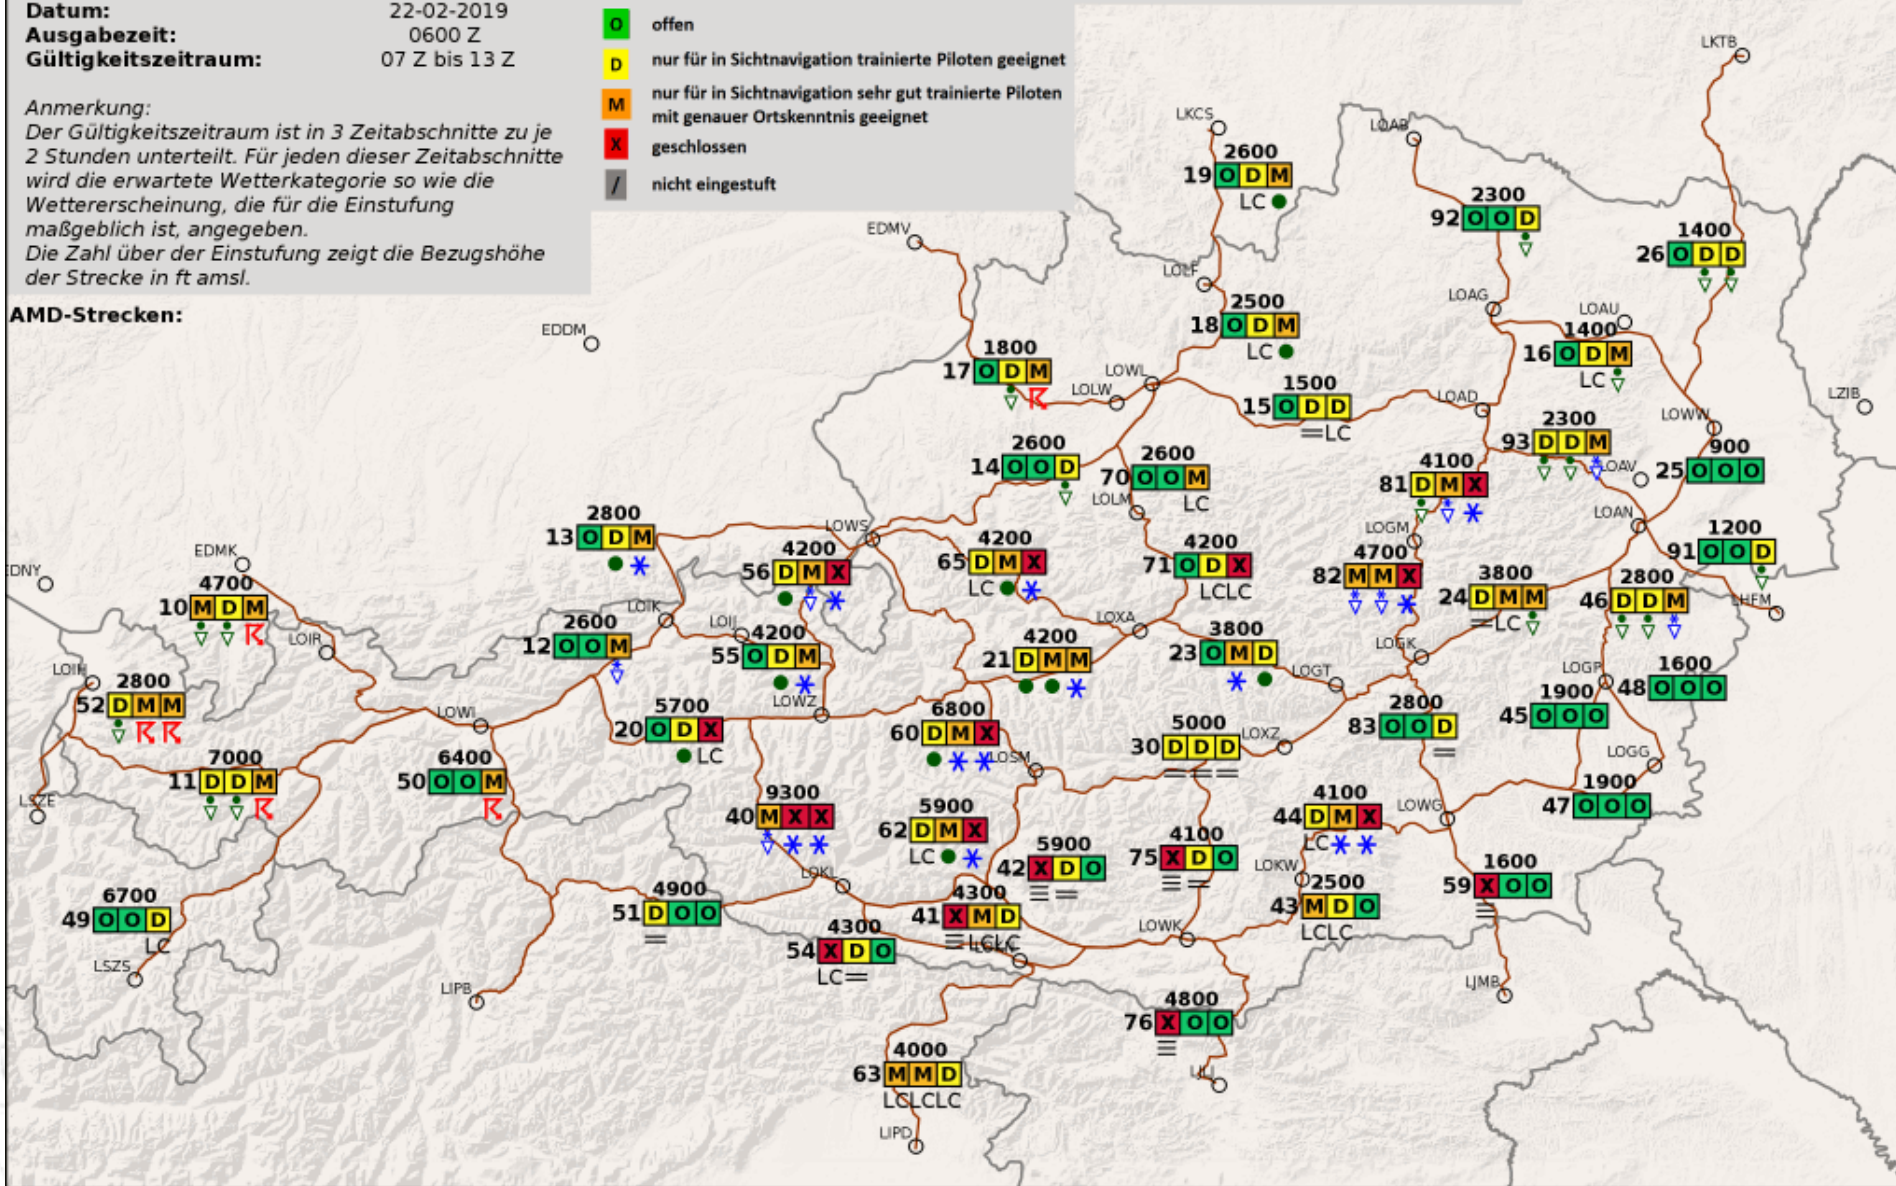 Datum: 22-02-2019
Ausgabezeit: 0600 Z
Gültigkeitszeitraum: 07 Z bis 13 Z
Anmerkung:
Der Gültigkeitszeitraum ist in 3 Zeitabschnitte zu je
2 Stunden unterteilt. Für jeden dieser Zeitabschnitte
wird die erwartete Wetterkategorie so wie die
Wettererscheinung, die für die Einstufung
maßgeblich ist, angegeben.
Die Zahl über der Einstufung zeigt die Bezugshöhe
der Strecke in ft amsl.
AMD-Strecken:
O offen
D nur für in Sichtnavigation trainierte Piloten geeignet
M nur für in Sichtnavigation sehr gut trainierte Piloten
mit genauer Ortskenntnis geeignet
X geschlossen
/ nicht eingestuft
LKTB
LKCS
LOAB
2600
19 O D M
LC
2300
92 O O D
EDMV
1400
26 O D D
LOLF
LOAG
LOAU
2500
18 O D M
LC
EDDM
1400
16 O D M
LC
1800
17 O D M
LOWL
LOLW
1500
15 O D D
LC
LOAD
LZIB
LOWW
2300
93 D D M
LOAV
900
25 O O O
2600
14 O O D
2600
70 O O M
LC
LOLM
4100
81 D M X
2800
13 O D M
LOWS
LOGM
LOAN
EDMK
4200
56 D M X
4200
65 D M X
LC
4200
71 O D X
LCLC
4700
82 M M X
1200
91 O O D
EDNY
4700
10 M D M
3800
24 D M M
LC
2800
46 D D M
LHFM
LOIK
LOIJ
LOIR
2600
12 O O M
4200
55 O D M
LOXA
4200
21 D M M
3800
23 O M D
LOGT
LOGK
LOGP
1600
48 O O O
LOIH
2800
52 D M M
LOWI
LOWZ
5700
20 O D X
LC
6800
60 D M X
LOSM
5000
30 D D D
LOXZ
2800
83 O O D
1900
45 O O O
LOGG
7000
11 D D M
6400
50 O O M
LSZE
9300
40 M X X
5900
62 D M X
LC
5900
42 X D O
4100
75 X D O
4100
44 D M X
LC
LOWG
1900
47 O O O
LOKL
LOKW
2500
43 M D O
LCLC
1600
59 X O O
6700
49 O O D
LC
4900
51 D O O
4300
41 X M D
LCLC
4300
54 X D O
LC
LOWK
LSZS
LIPB
LJMB
4800
76 X O O
4000
63 M M D
LCLCLC
LIPD